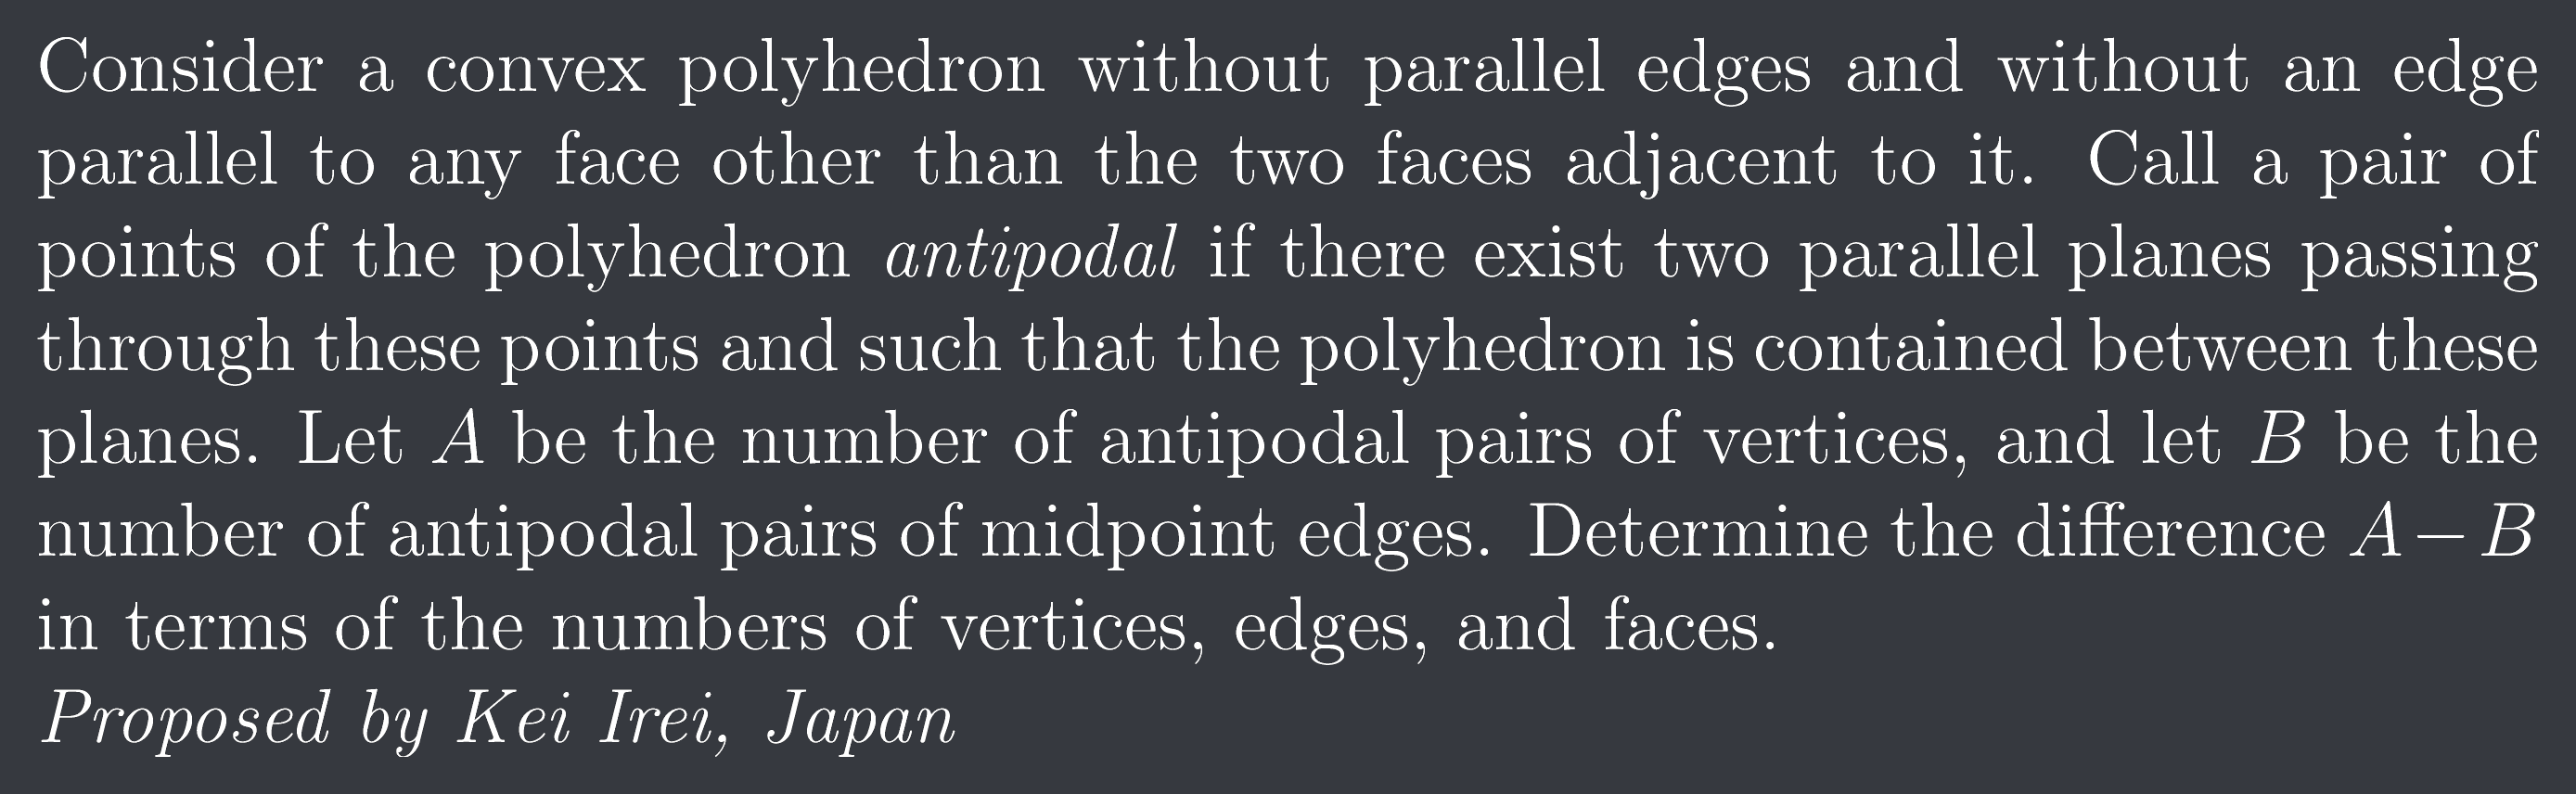 Consider a convex polyhedron without parallel edges and without an edge
parallel to any face other than the two faces adjacent to it. Call a pair of
points of the polyhedron antipodal if there exist two parallel planes passing
through these points and such that the polyhedron is contained between these
planes. Let A be the number of antipodal pairs of vertices, and let B be the
number of antipodal pairs of midpoint edges. Determine the difference A − B
in terms of the numbers of vertices, edges, and faces.
Proposed by Kei Irei, Japan